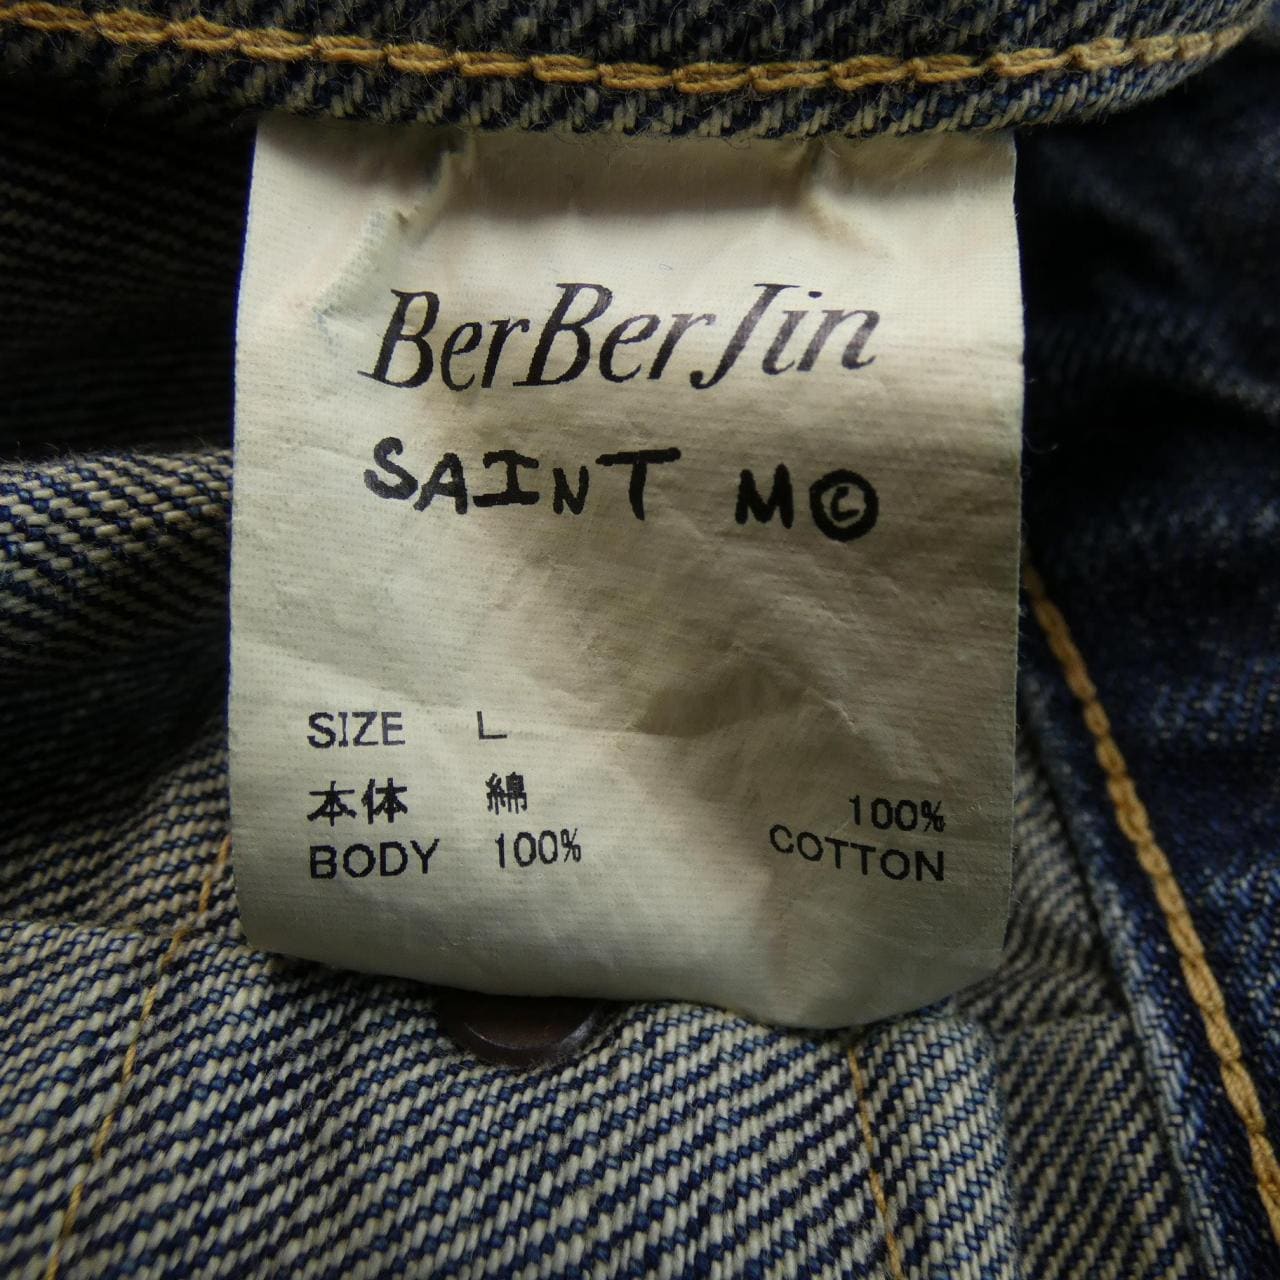 BerBerJin
SAINT M©
SIZE L
本体 綿 100%
BODY 100% COTTON